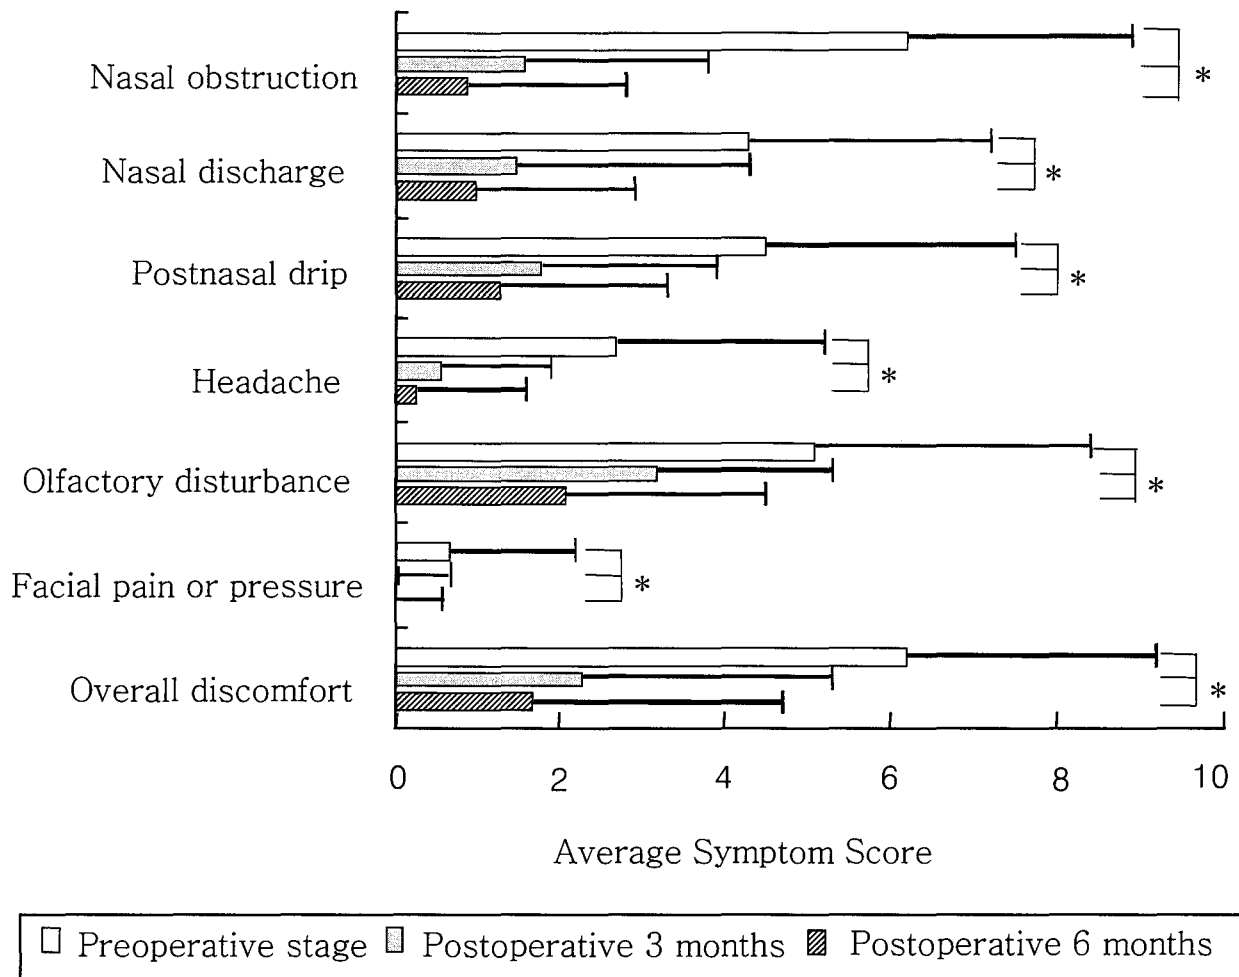 Nasal obstruction
*
Nasal discharge
*
Postnasal drip
*
Headache
*
Olfactory disturbance
*
Facial pain or pressure
*
Overall discomfort
*
0 2 4 6 8 10
Average Symptom Score
Preoperative stage Postoperative 3 months Postoperative 6 months